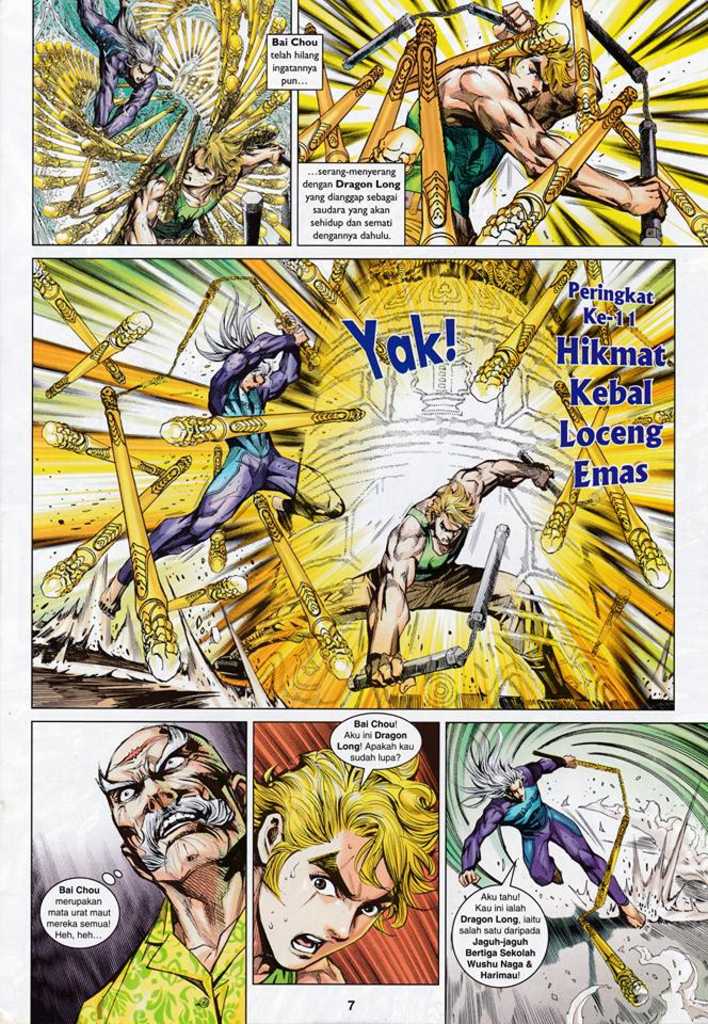 Bai Chou
telah hilang
ingatannya
pun...
...serang-menyerang
dengan Dragon Long
yang dianggap sebagai
saudara yang akan
sehidup dan semati
dengannya dahulu.
Yak!
Peringkat
Ke-11
Hikmat
Kebal
Loceng
Emas
Bai Chou
merupakan
mata urat maut
mereka semua!
Heh, heh...
Bai Chou!
Aku ini Dragon
Long! Apakah kau
sudah lupa?
Aku tahu!
Kau ini ialah
Dragon Long, iaitu
salah satu daripada
Jaguh-jaguh
Bertiga Sekolah
Wushu Naga &
Harimau!
7